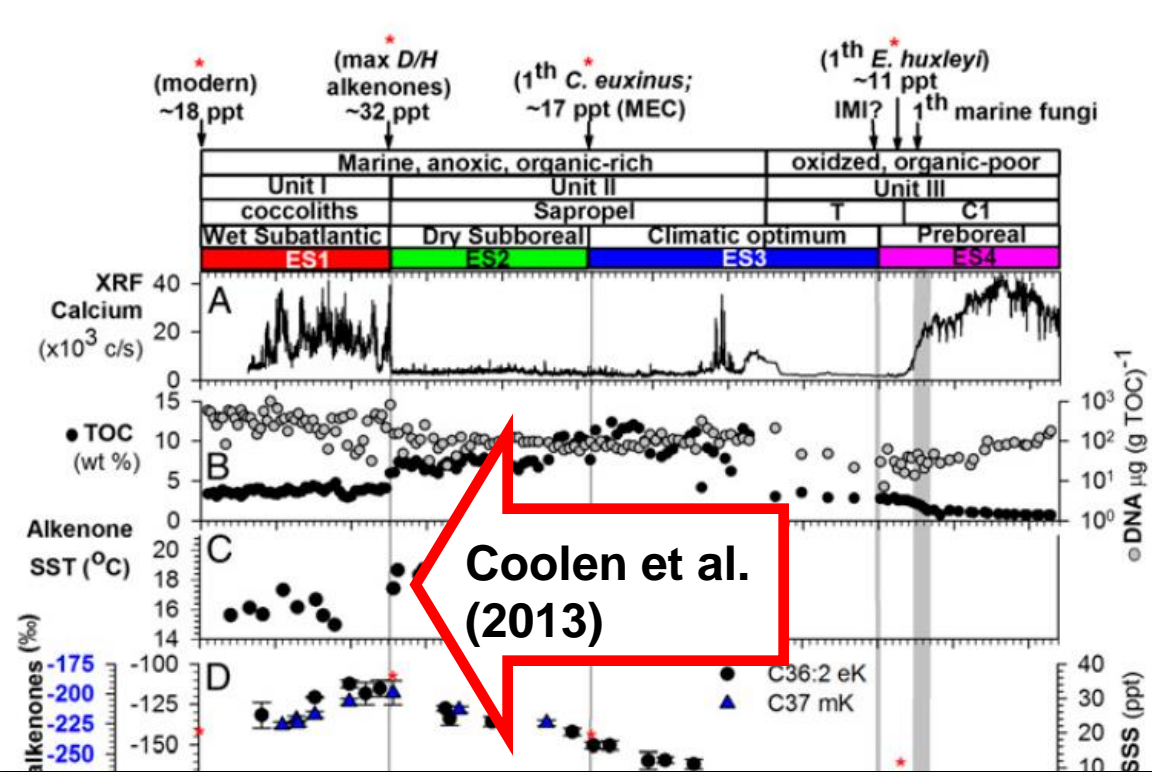 (modern)
~18 ppt
(max D/H
alkenones)
~32 ppt
(1th C. euxinus;
~17 ppt (MEC)
(1th E. huxleyi)
~11 ppt
IMI?
1th marine fungi
Marine, anoxic, organic-rich
oxidzed, organic-poor
Unit I
Unit II
Unit III
coccoliths
Sapropel
T
C1
Wet Subatlantic
Dry Subboreal
Climatic optimum
Preboreal
ES1
ES2
ES3
ES4
XRF
Calcium
(x10³ c/s)
40
20
0
A
TOC
(wt %)
15
10
5
0
B
10³
10²
10¹
10⁰
DNA µg (g TOC)⁻¹
Alkenone
SST (ºC)
20
18
16
14
C
Coolen et al.
(2013)
alkenones (‰)
-175
-200
-225
-250
-100
-125
-150
D
C36:2 eK
C37 mK
40
30
20
10
SSS (ppt)